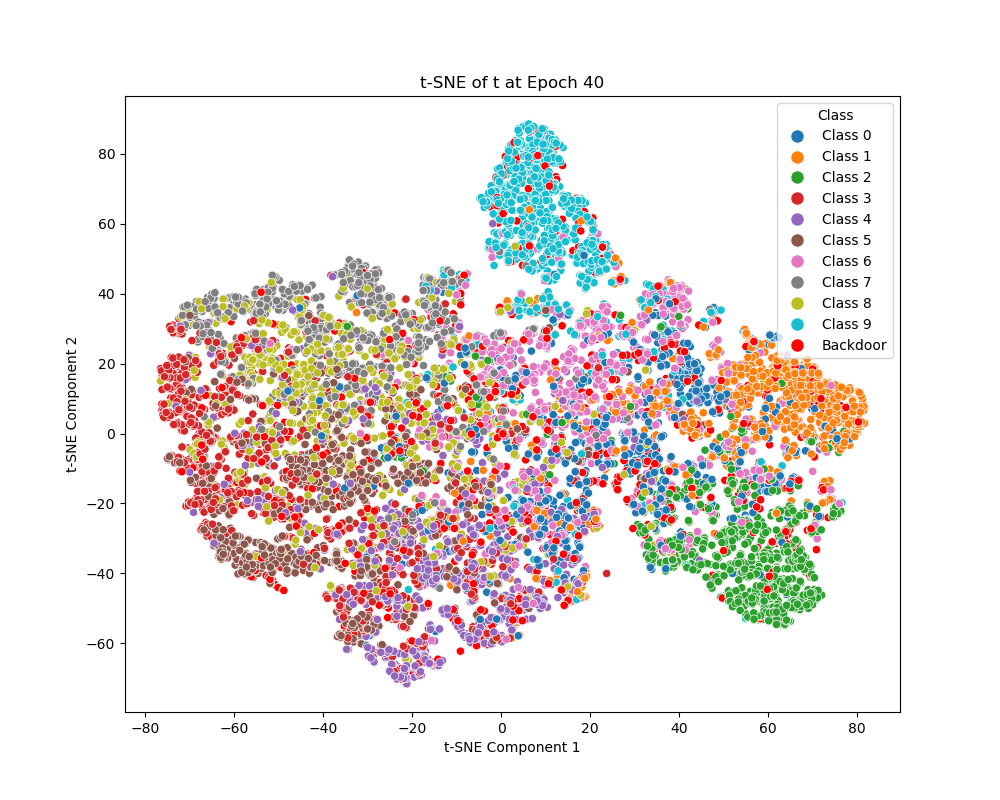 t-SNE of t at Epoch 40
Class
Class 0
Class 1
Class 2
Class 3
Class 4
Class 5
Class 6
Class 7
Class 8
Class 9
Backdoor
80
60
40
20
0
−20
−40
−60
t-SNE Component 2
−80 −60 −40 −20 0 20 40 60 80
t-SNE Component 1